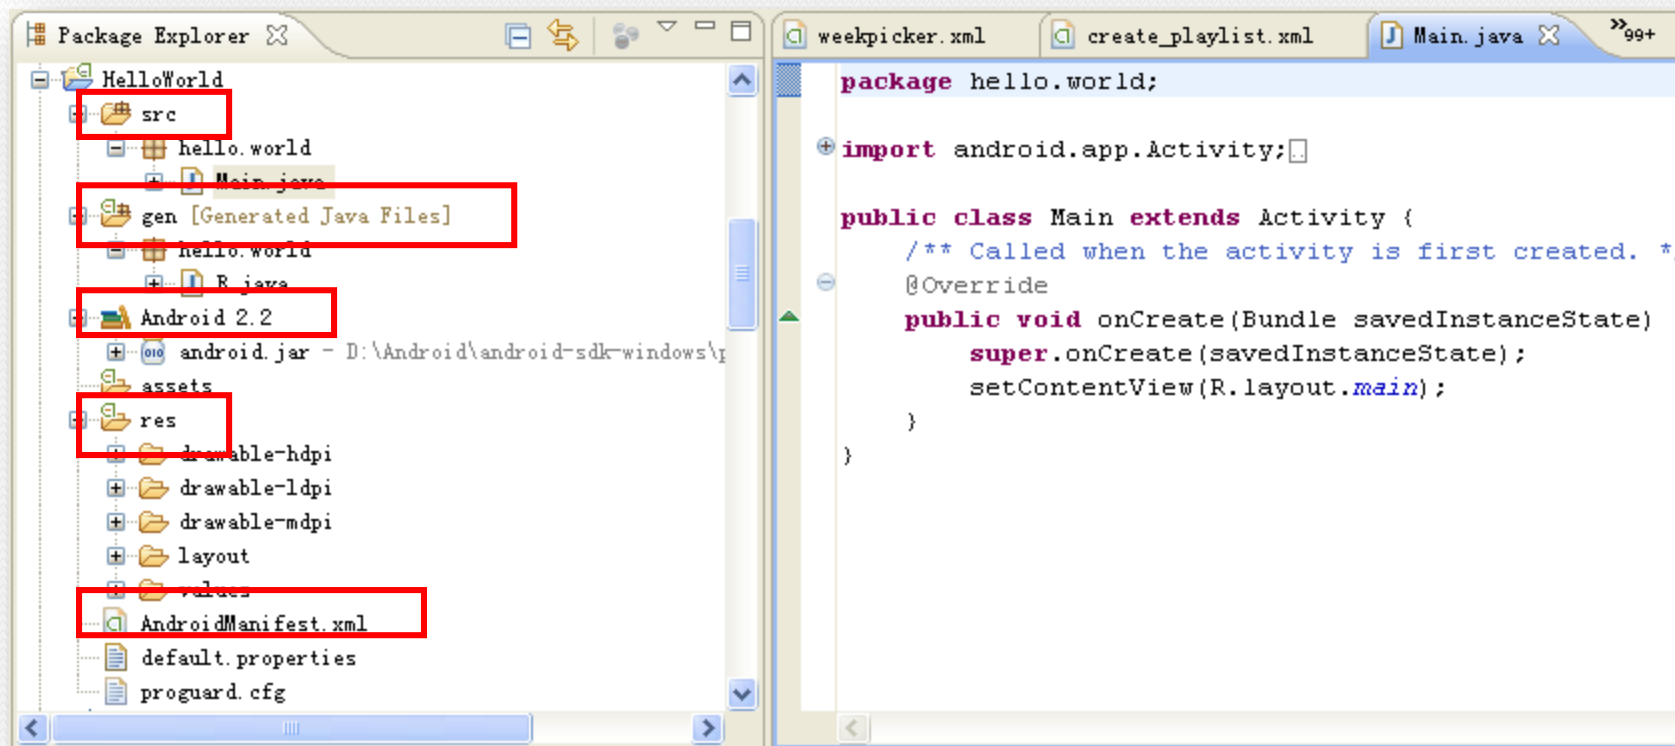 Package Explorer
HelloWorld
src
hello.world
Main.java
gen [Generated Java Files]
hello.world
R.java
Android 2.2
android.jar - D:\Android\android-sdk-windows\p
assets
res
drawable-hdpi
drawable-ldpi
drawable-mdpi
layout
values
AndroidManifest.xml
default.properties
proguard.cfg
weekpicker.xml create_playlist.xml Main.java 99+
package hello.world;
import android.app.Activity;
public class Main extends Activity {
/** Called when the activity is first created. *
@Override
public void onCreate(Bundle savedInstanceState)
super.onCreate(savedInstanceState);
setContentView(R.layout.main);
}
}